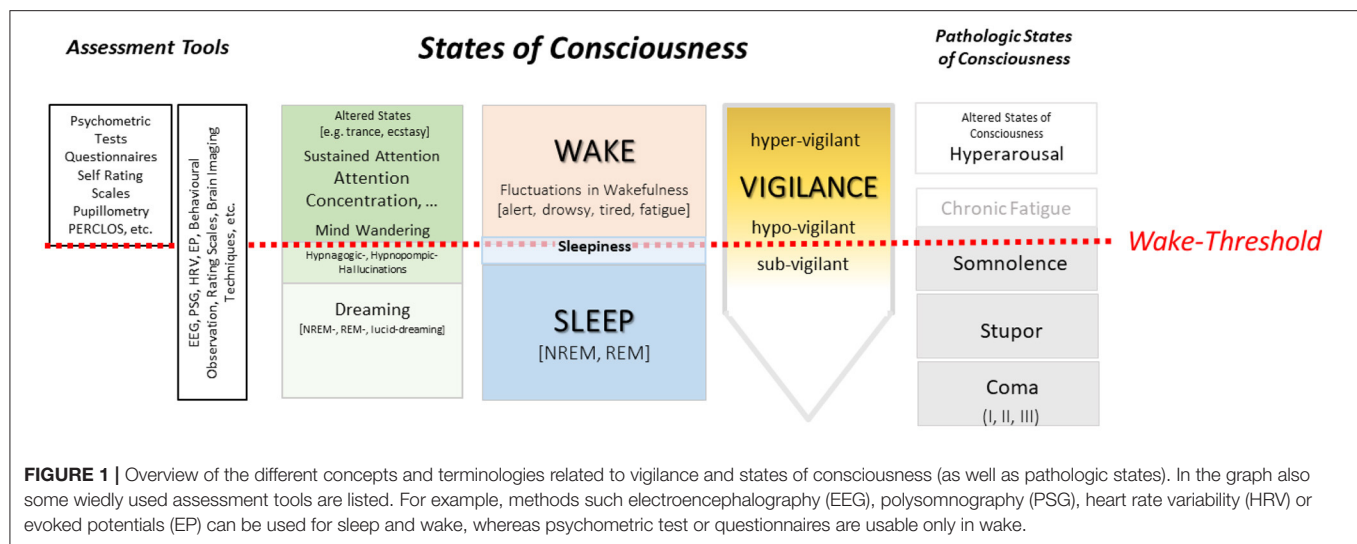 Assessment Tools
States of Consciousness
Pathologic States
of Consciousness
Psychometric
Tests
Questionnaires
Self Rating
Scales
Pupillometry
PERCLOS, etc.
EEG, PSG, HRV, EP, Behavioural
Observation, Rating Scales, Brain Imaging
Techniques, etc.
Altered States
[e.g. trance, ecstasy]
Sustained Attention
Attention
Concentration, ...
Mind Wandering
Hypnagogic-, Hypnopompic-
Hallucinations
Dreaming
[NREM-, REM-, lucid-dreaming]
WAKE
Fluctuations in Wakefulness
[alert, drowsy, tired, fatigue]
Sleepiness
SLEEP
[NREM, REM]
hyper-vigilant
VIGILANCE
hypo-vigilant
sub-vigilant
Altered States of
Consciousness
Hyperarousal
Chronic Fatigue
Somnolence
Stupor
Coma
(I, II, III)
Wake-Threshold
FIGURE 1 | Overview of the different concepts and terminologies related to vigilance and states of consciousness (as well as pathologic states). In the graph also
some wiedly used assessment tools are listed. For example, methods such electroencephalography (EEG), polysomnography (PSG), heart rate variability (HRV) or
evoked potentials (EP) can be used for sleep and wake, whereas psychometric test or questionnaires are usable only in wake.